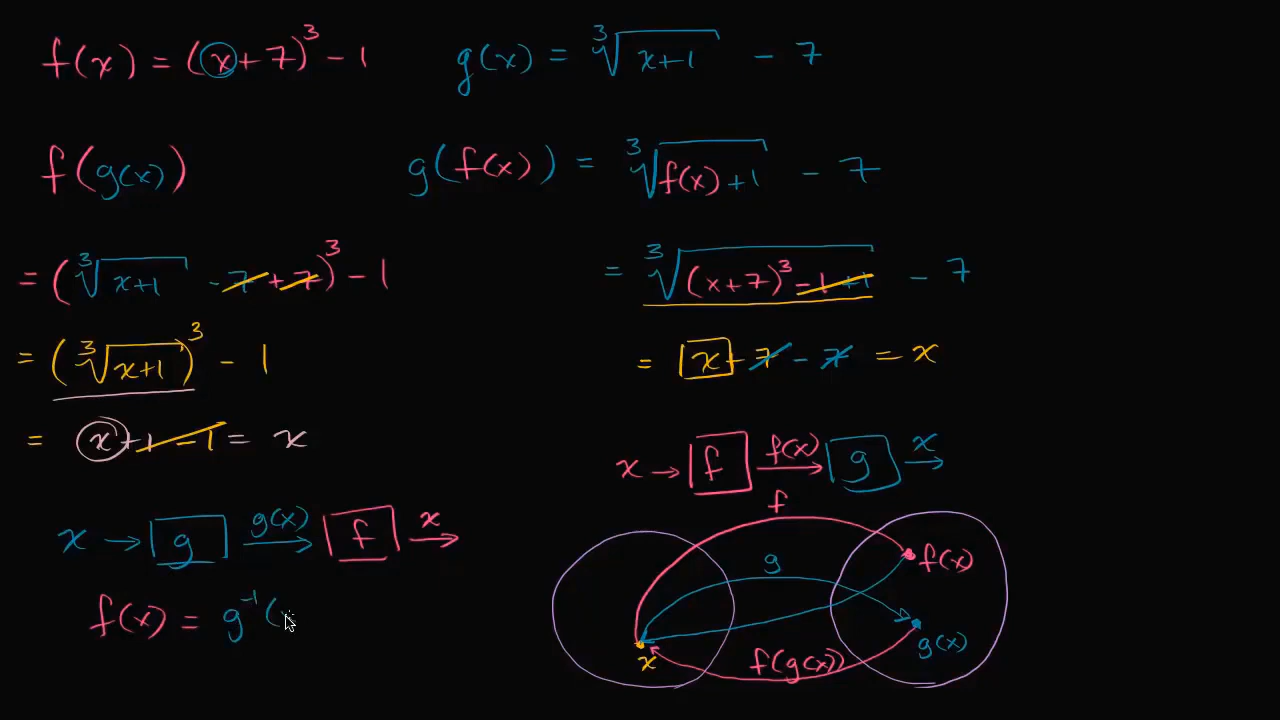 f(x) = (x+7)³ - 1
g(x) = ∛(x+1) - 7
f(g(x))
g(f(x)) = ∛(f(x)+1) - 7
= (∛(x+1) - 7 + 7)³ - 1
= ∛((x+7)³ - 1 + 1) - 7
= (∛(x+1))³ - 1
= x + 7 - 7 = x
= x + 1 - 1 = x
x → f f(x) → g x →
x → g g(x) → f x →
f
g
f(x)
g(x)
x
f(g(x))
f(x) = g⁻¹(